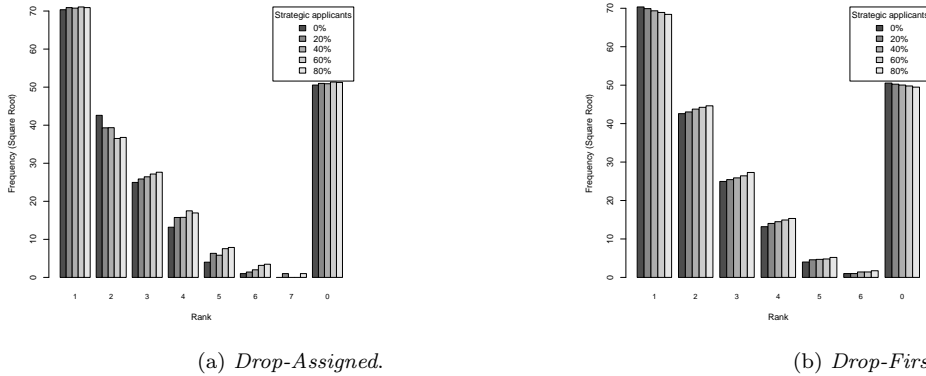 Strategic applicants
0%
20%
40%
60%
80%
Frequency (Square Root)
0 10 20 30 40 50 60 70
1 2 3 4 5 6 7 0
Rank
(a) Drop-Assigned.
Strategic applicants
0%
20%
40%
60%
80%
Frequency (Square Root)
0 10 20 30 40 50 60 70
1 2 3 4 5 6 0
Rank
(b) Drop-Firs